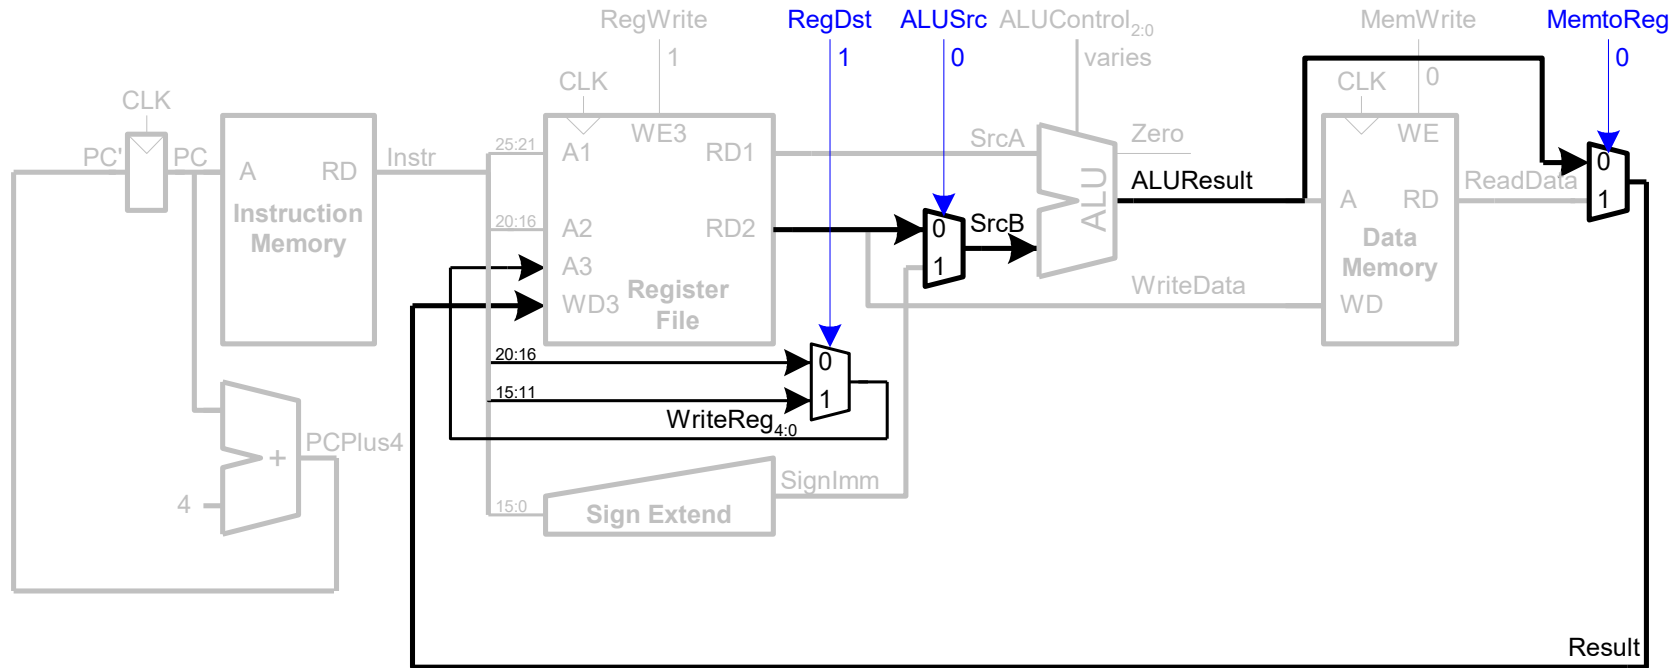 RegWrite RegDst ALUSrc ALUControl2:0 MemWrite MemtoReg
1 1 0 varies 0 0
CLK CLK CLK
WE3 WE
PC' PC A RD Instr 25:21 A1 RD1 SrcA Zero
Instruction Memory
ALU ALUResult A RD ReadData 0 1
20:16 A2 RD2 0 1 SrcB
A3
Data Memory
WD3 Register File WriteData WD
20:16 0
15:11 1
WriteReg4:0
PCPlus4
+
4
SignImm
15:0 Sign Extend
Result